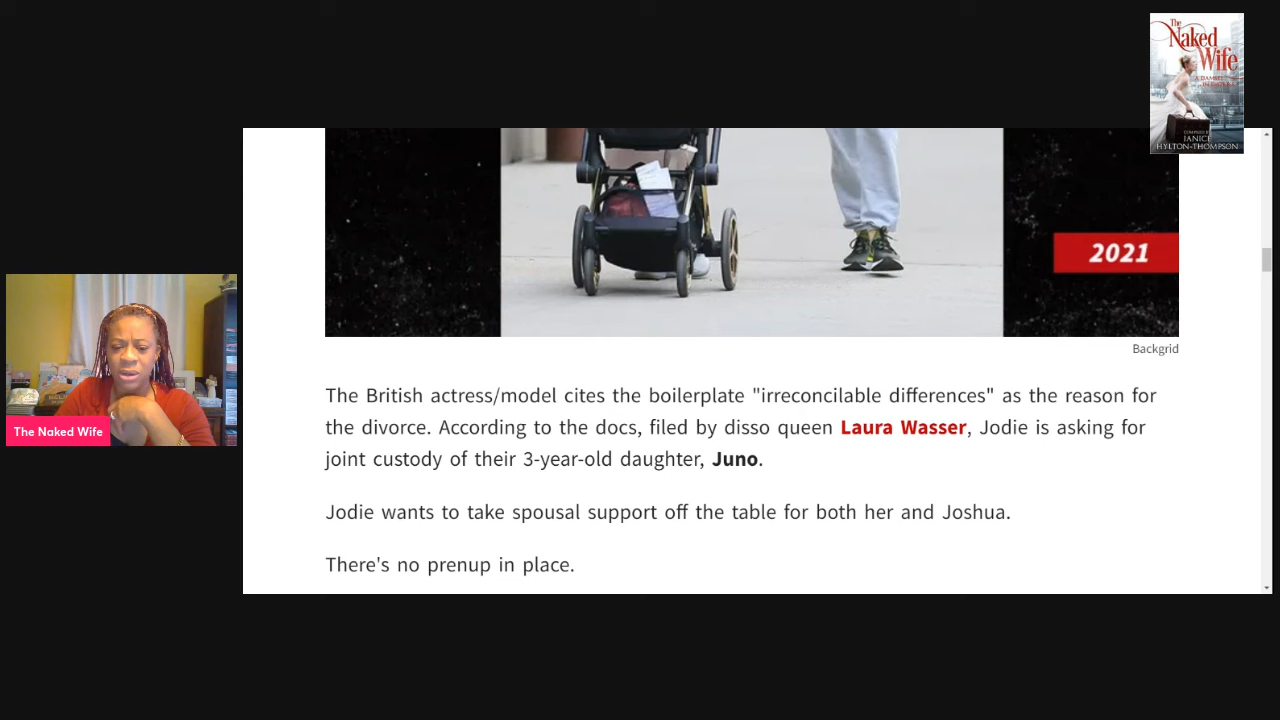 The
Naked
Wife
COMPILED BY
JANICE
HYLTON-THOMPSON
2021
Backgrid
The British actress/model cites the boilerplate "irreconcilable differences" as the reason for
the divorce. According to the docs, filed by disso queen Laura Wasser, Jodie is asking for
joint custody of their 3-year-old daughter, Juno.
The Naked Wife
Jodie wants to take spousal support off the table for both her and Joshua.
There's no prenup in place.